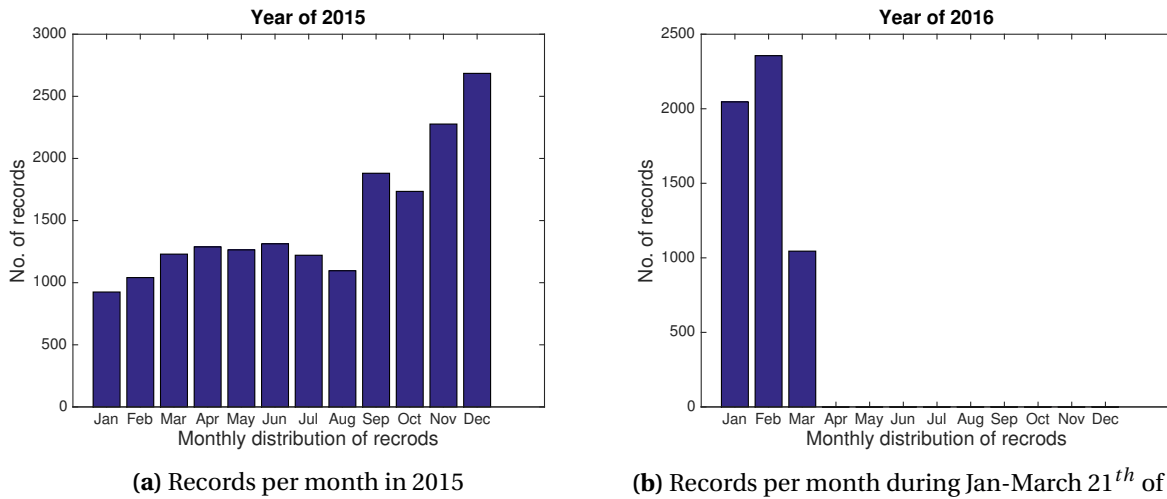 Year of 2015
3000
2500
2000
1500
1000
500
0
No. of records
Jan Feb Mar Apr May Jun Jul Aug Sep Oct Nov Dec
Monthly distribution of recrods
(a) Records per month in 2015
Year of 2016
2500
2000
1500
1000
500
0
No. of records
Jan Feb Mar Apr May Jun Jul Aug Sep Oct Nov Dec
Monthly distribution of recrods
(b) Records per month during Jan-March 21th of